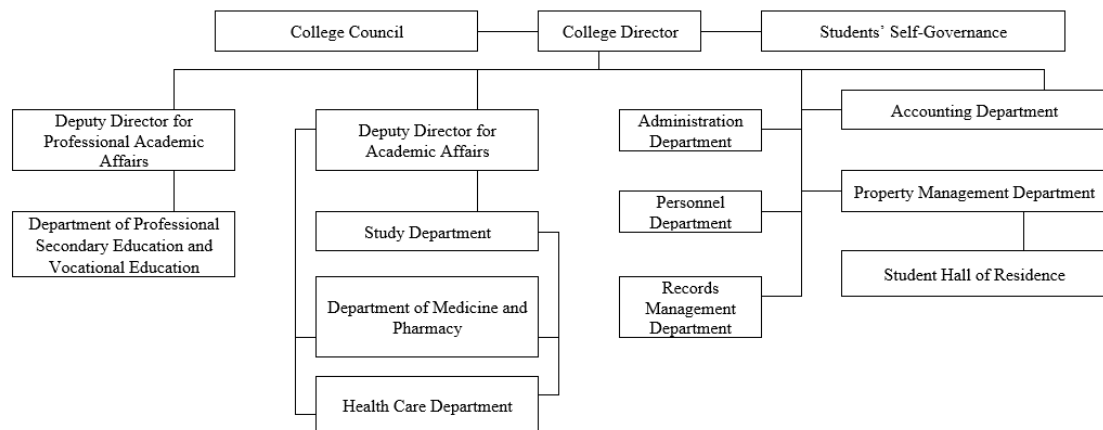 College Council
College Director
Students’ Self-Governance
Deputy Director for
Professional Academic
Affairs
Deputy Director for
Academic Affairs
Administration
Department
Accounting Department
Department of Professional
Secondary Education and
Vocational Education
Study Department
Personnel
Department
Property Management Department
Department of Medicine and
Pharmacy
Records
Management
Department
Student Hall of Residence
Health Care Department